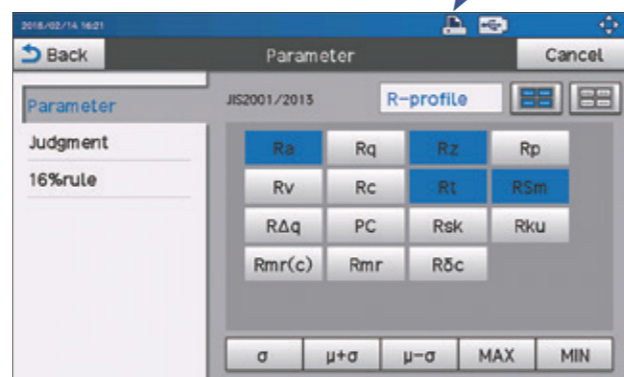 2018/02/14 16:21
Back
Parameter
Cancel
Parameter
JIS2001/2013
R-profile
Judgment
16%rule
Ra Rq Rz Rp
Rv Rc Rt RSm
RΔq PC Rsk Rku
Rmr(c) Rmr Rδc
σ μ+σ μ-σ MAX MIN